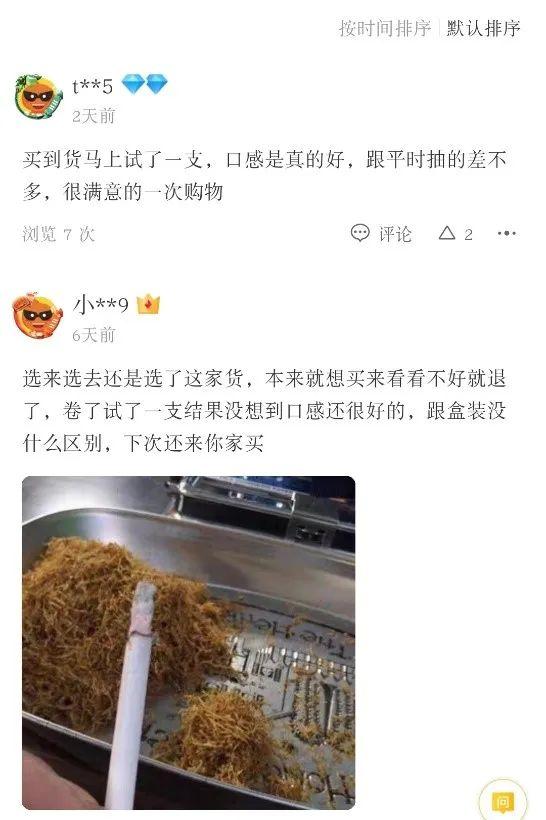 按时间排序 默认排序
t**5
2天前
买到货马上试了一支，口感是真的好，跟平时抽的差不
多，很满意的一次购物
浏览 7 次 评论 2
小**9
6天前
选来选去还是选了这家货，本来就想买来看看不好就退
了，卷了试了一支结果没想到口感还很好的，跟盒装没
什么区别，下次还来你家买
The
问